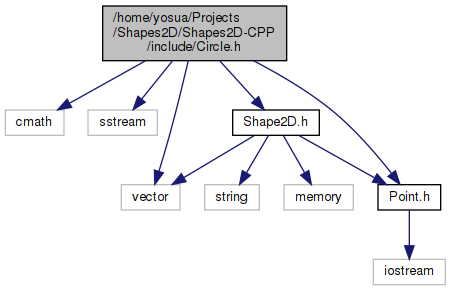 /home/yosua/Projects
/Shapes2D/Shapes2D-CPP
/include/Circle.h
cmath
sstream
Shape2D.h
vector
string
memory
Point.h
iostream